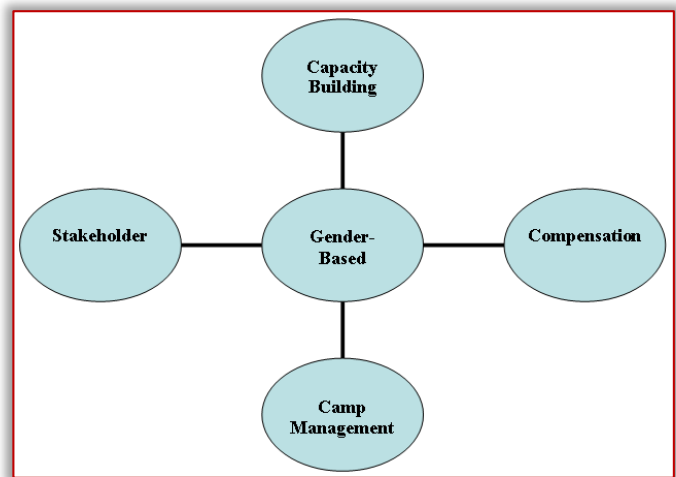 Capacity
Building
Stakeholder
Gender-
Based
Compensation
Camp
Management